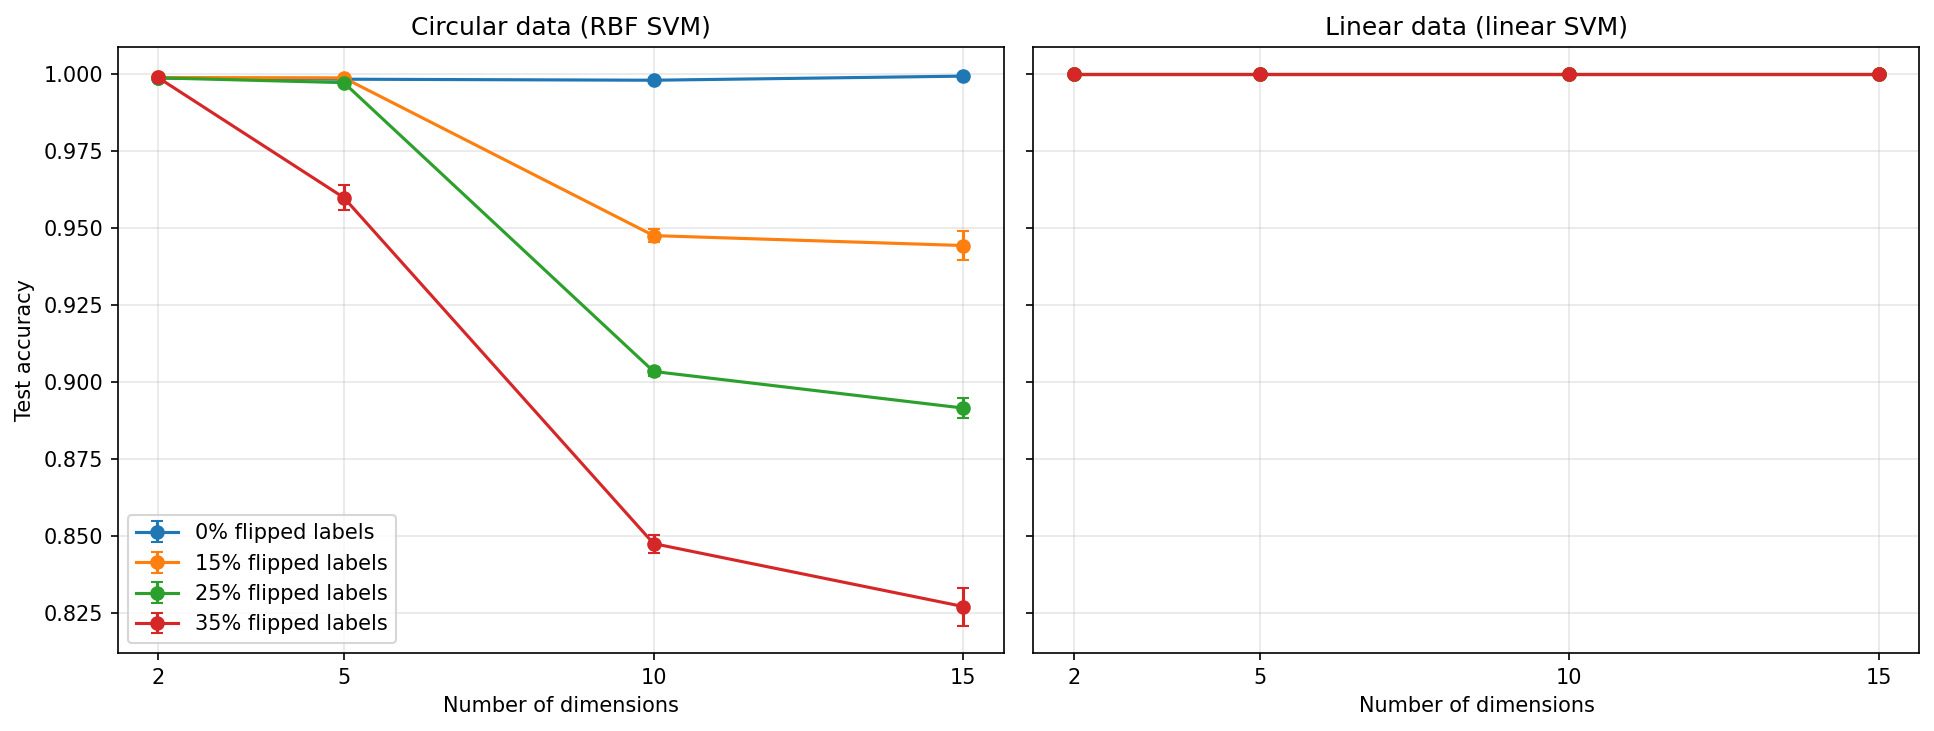 Circular data (RBF SVM)
Linear data (linear SVM)
Test accuracy
1.000
0.975
0.950
0.925
0.900
0.875
0.850
0.825
0% flipped labels
15% flipped labels
25% flipped labels
35% flipped labels
2 5 10 15
Number of dimensions
2 5 10 15
Number of dimensions